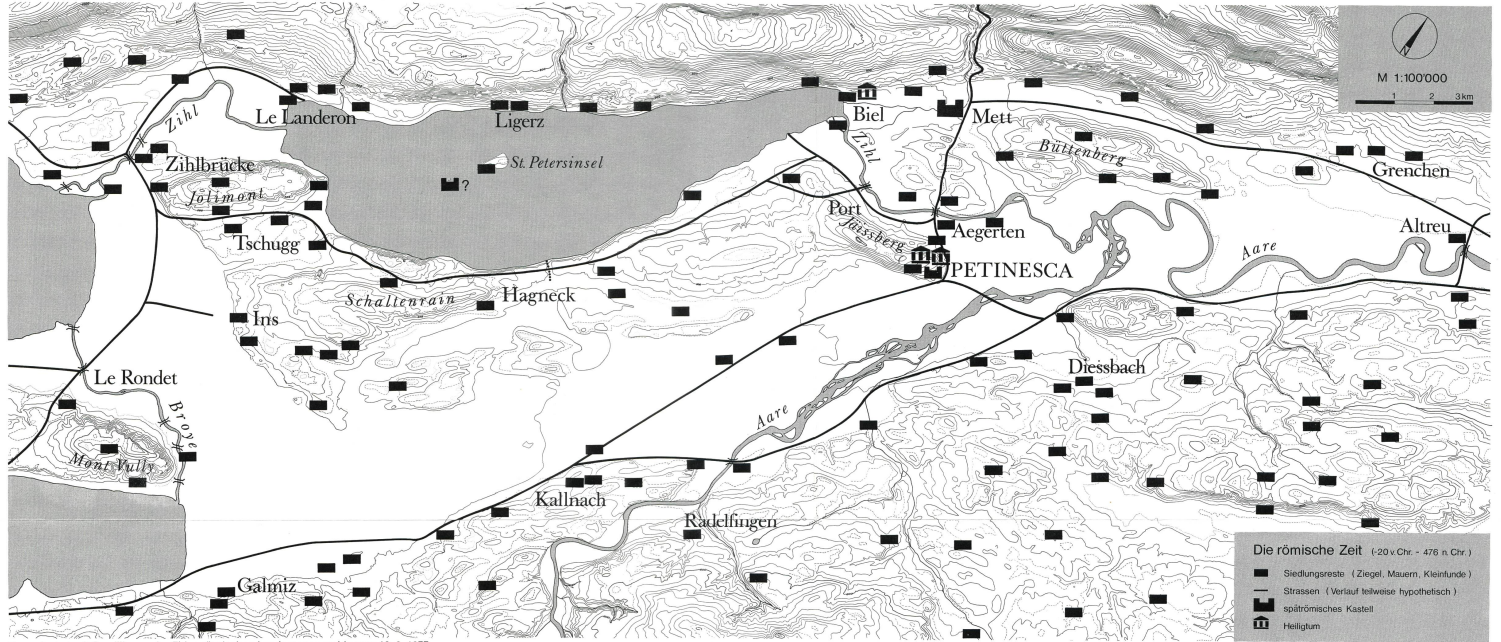 N
M 1:100'000
1 2 3 km
Zihl
Le Landeron
Ligerz
Biel
Mett
Zihlbrücke
St. Petersinsel
?
Zihl
Büttenberg
Grenchen
Jolimont
Tschugg
Port
Jäissberg
Aegerten
Altreu
Aare
PETINESCA
Hagneck
Schaltenrain
Ins
Le Rondet
Diessbach
Broye
Aare
Mont Vully
Kallnach
Radelfingen
Galmiz
Die römische Zeit (-20 v. Chr. - 476 n. Chr.)
Siedlungsreste (Ziegel, Mauern, Kleinfunde)
Strassen (Verlauf teilweise hypothetisch)
spätrömisches Kastell
Heiligtum